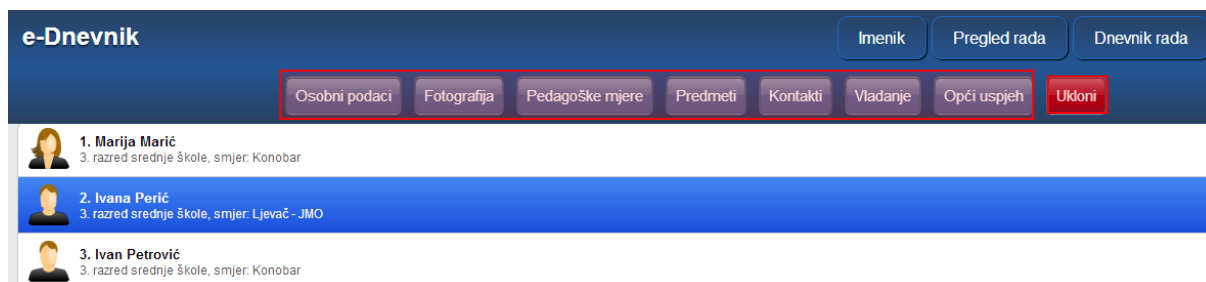 e-Dnevnik Imenik Pregled rada Dnevnik rada
Osobni podaci Fotografija Pedagoške mjere Predmeti Kontakti Vladanje Opći uspjeh Ukloni
1. Marija Marić
3. razred srednje škole, smjer: Konobar
2. Ivana Perić
3. razred srednje škole, smjer: Ljevač - JMO
3. Ivan Petrović
3. razred srednje škole, smjer: Konobar